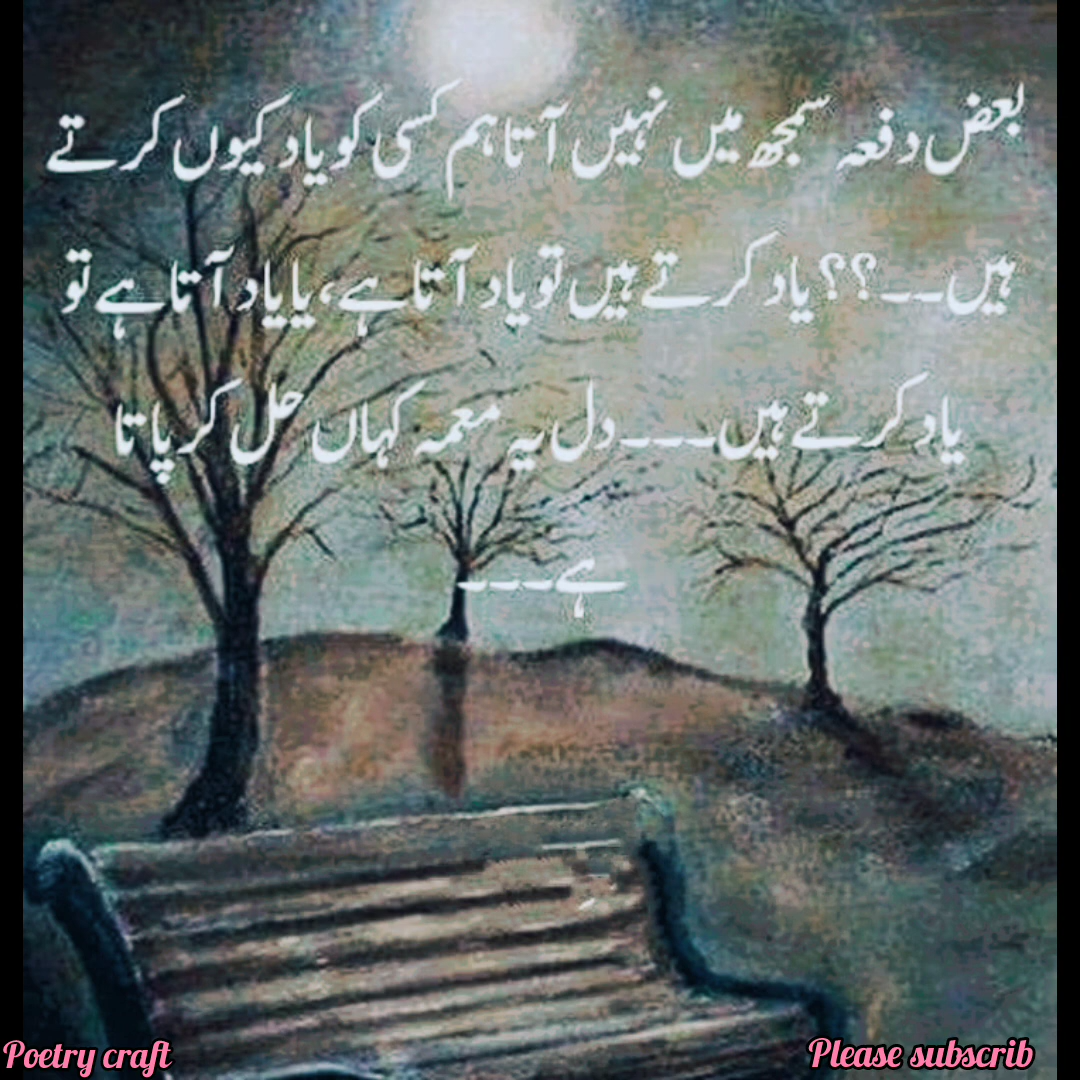 بعض دفعہ سمجھ میں نہیں آتا ہم کسی کو یاد کیوں کرتے
ہیں۔۔؟؟ یاد کرتے ہیں تو یاد آتا ہے، یا یاد آتا ہے تو
یاد کرتے ہیں۔۔۔ دل یہ معمہ کہاں حل کر پاتا
ہے۔۔۔
Poetry craft
Please subscrib